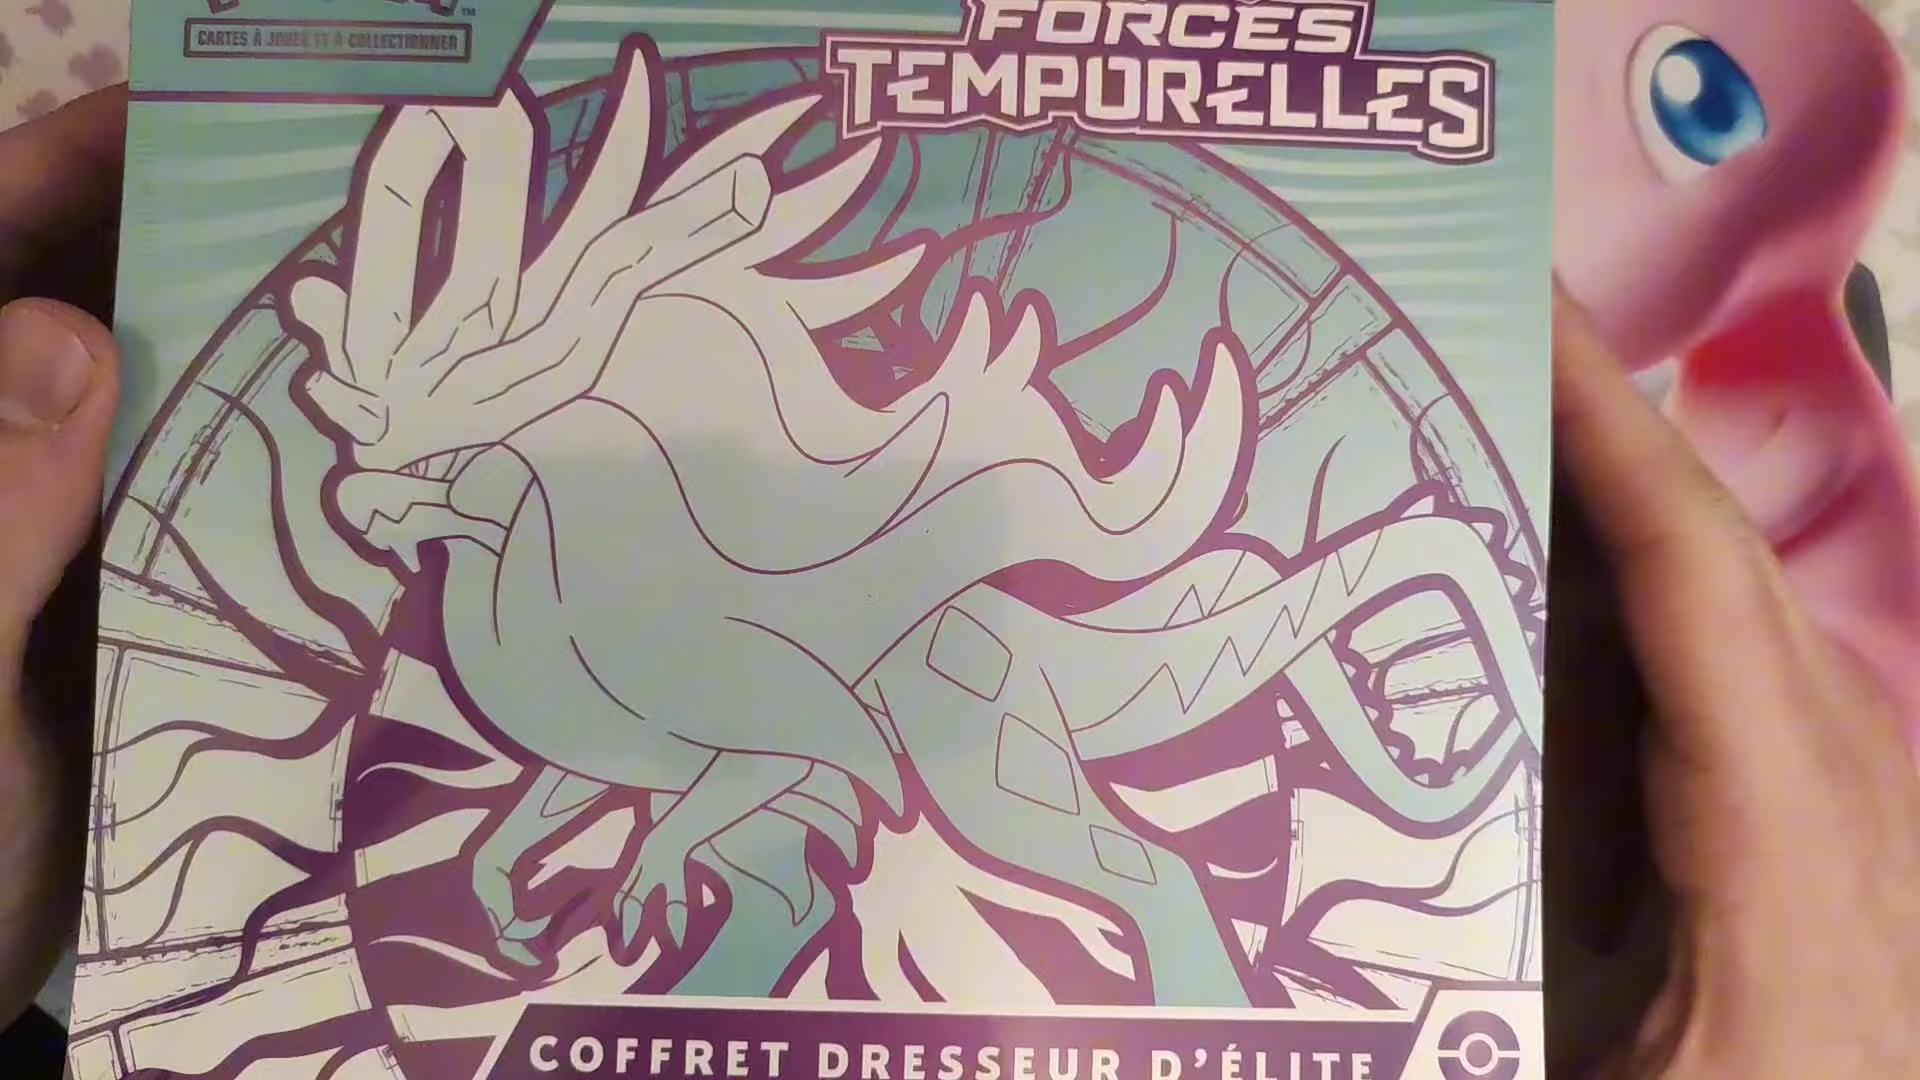 CARTES À JOUER ET À COLLECTIONNER
FORCES
TEMPORELLES
COFFRET DRESSEUR D'ÉLITE